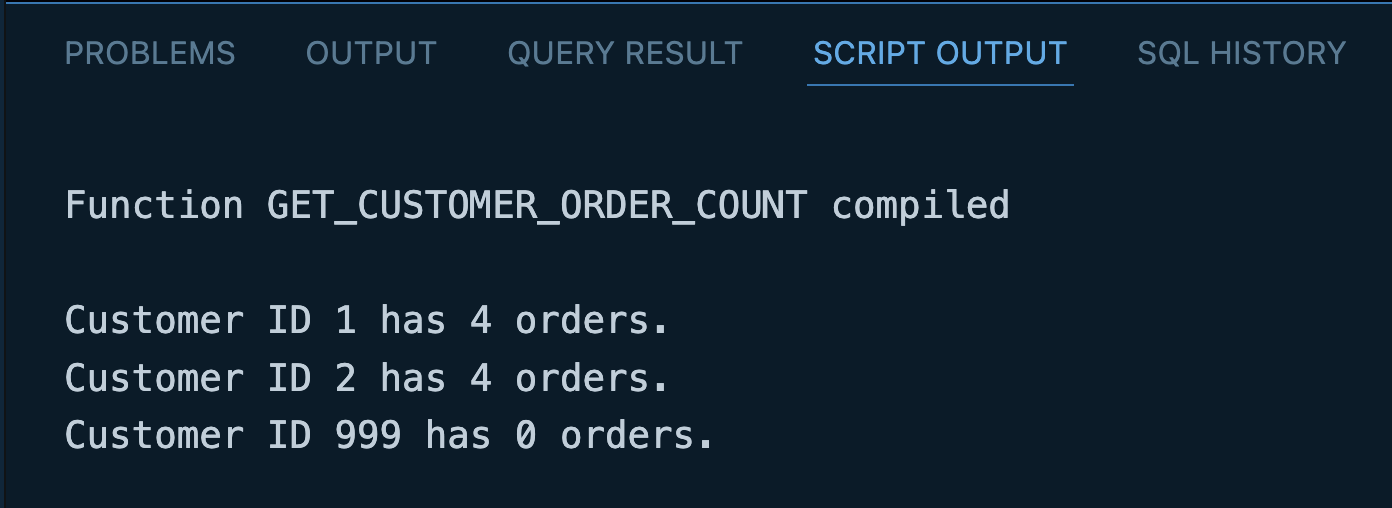 PROBLEMS OUTPUT QUERY RESULT SCRIPT OUTPUT SQL HISTORY
Function GET_CUSTOMER_ORDER_COUNT compiled
Customer ID 1 has 4 orders.
Customer ID 2 has 4 orders.
Customer ID 999 has 0 orders.